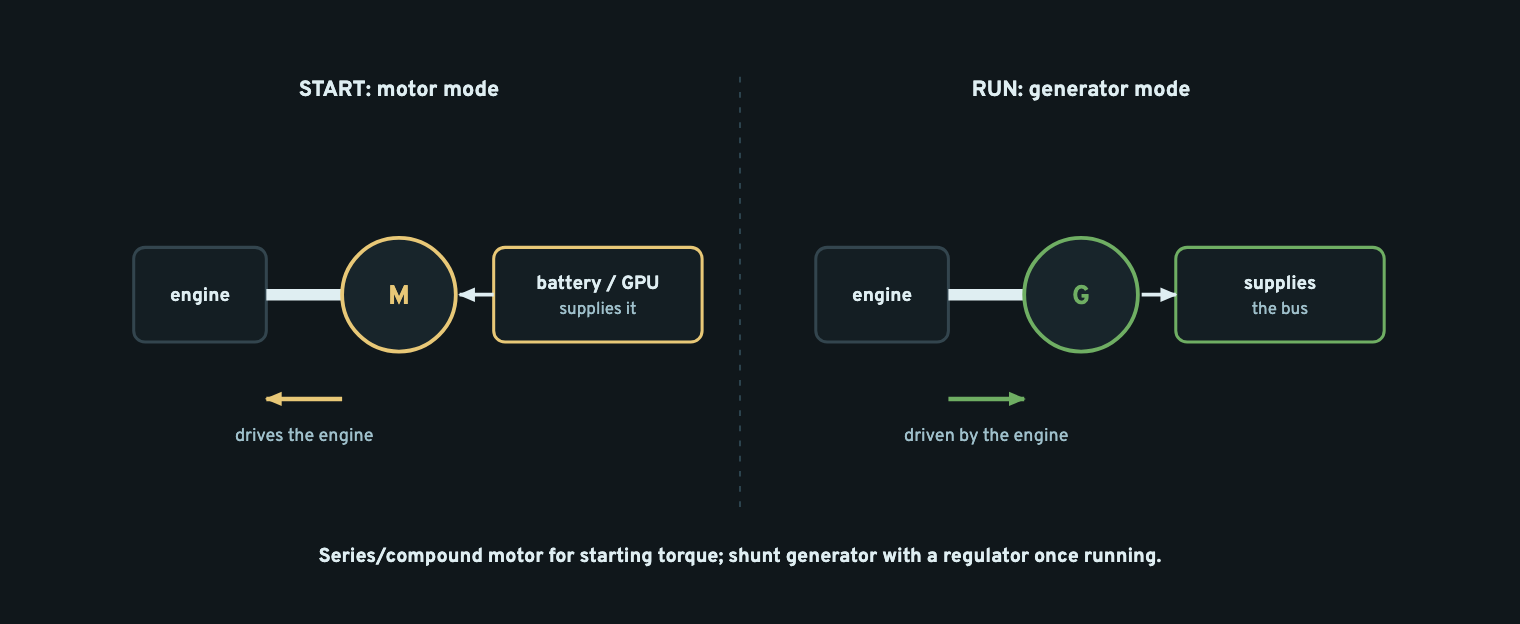 START: motor mode
engine
M
battery / GPU
supplies it
drives the engine
RUN: generator mode
engine
G
supplies
the bus
driven by the engine
Series/compound motor for starting torque; shunt generator with a regulator once running.